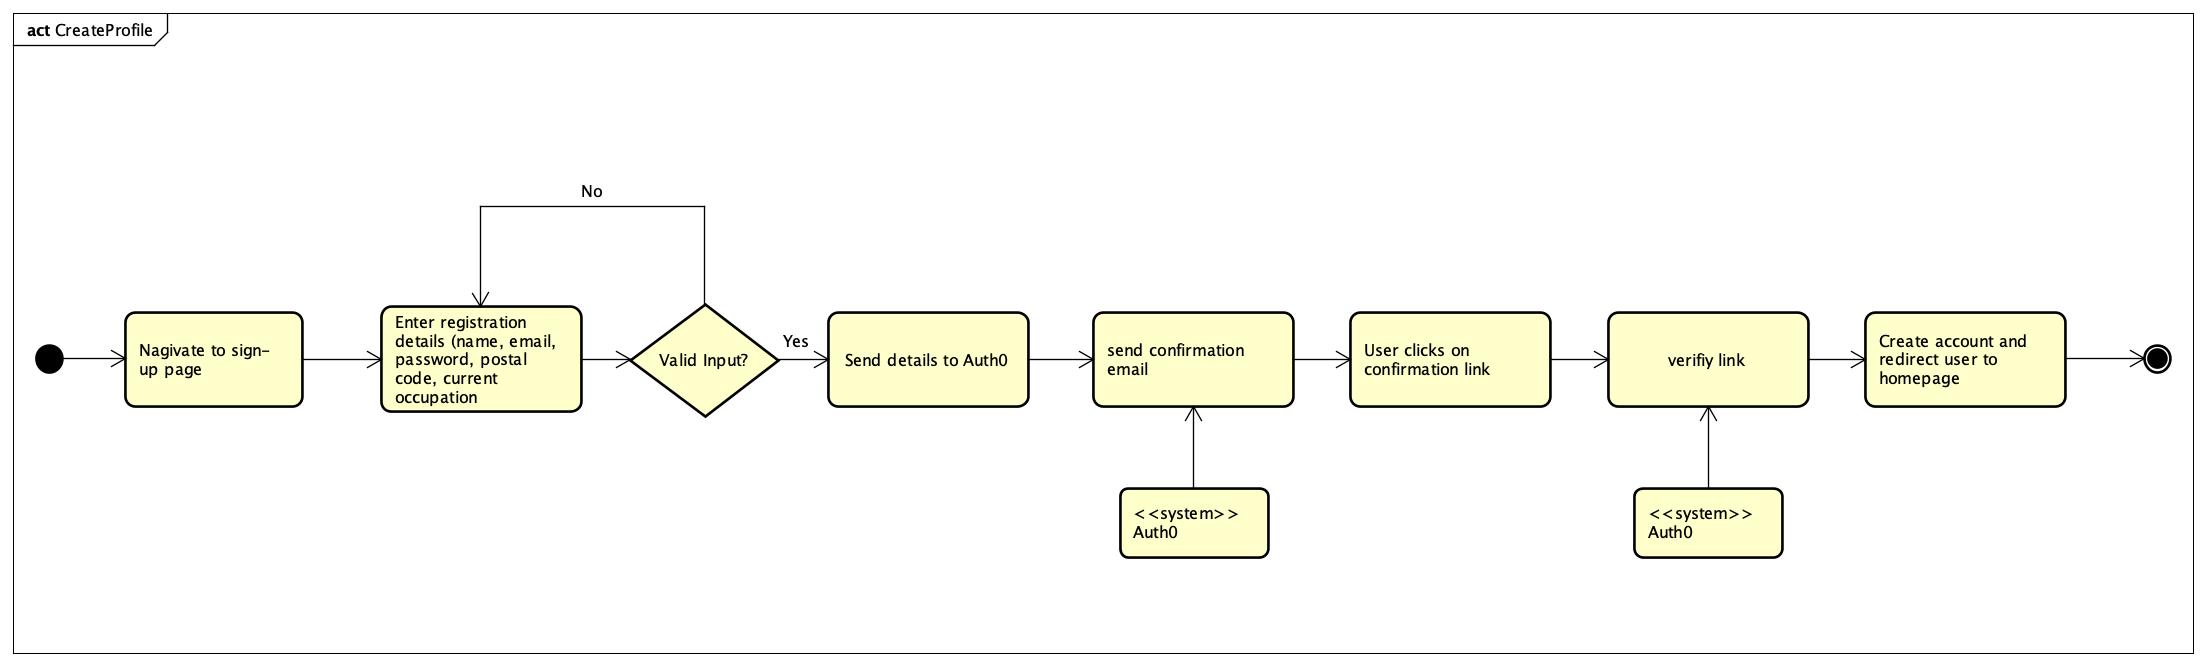 act CreateProfile
No
Nagivate to sign-
up page
Enter registration
details (name, email,
password, postal
code, current
occupation
Valid Input?
Yes
Send details to Auth0
send confirmation
email
User clicks on
confirmation link
verifiy link
Create account and
redirect user to
homepage
<<system>>
Auth0
<<system>>
Auth0